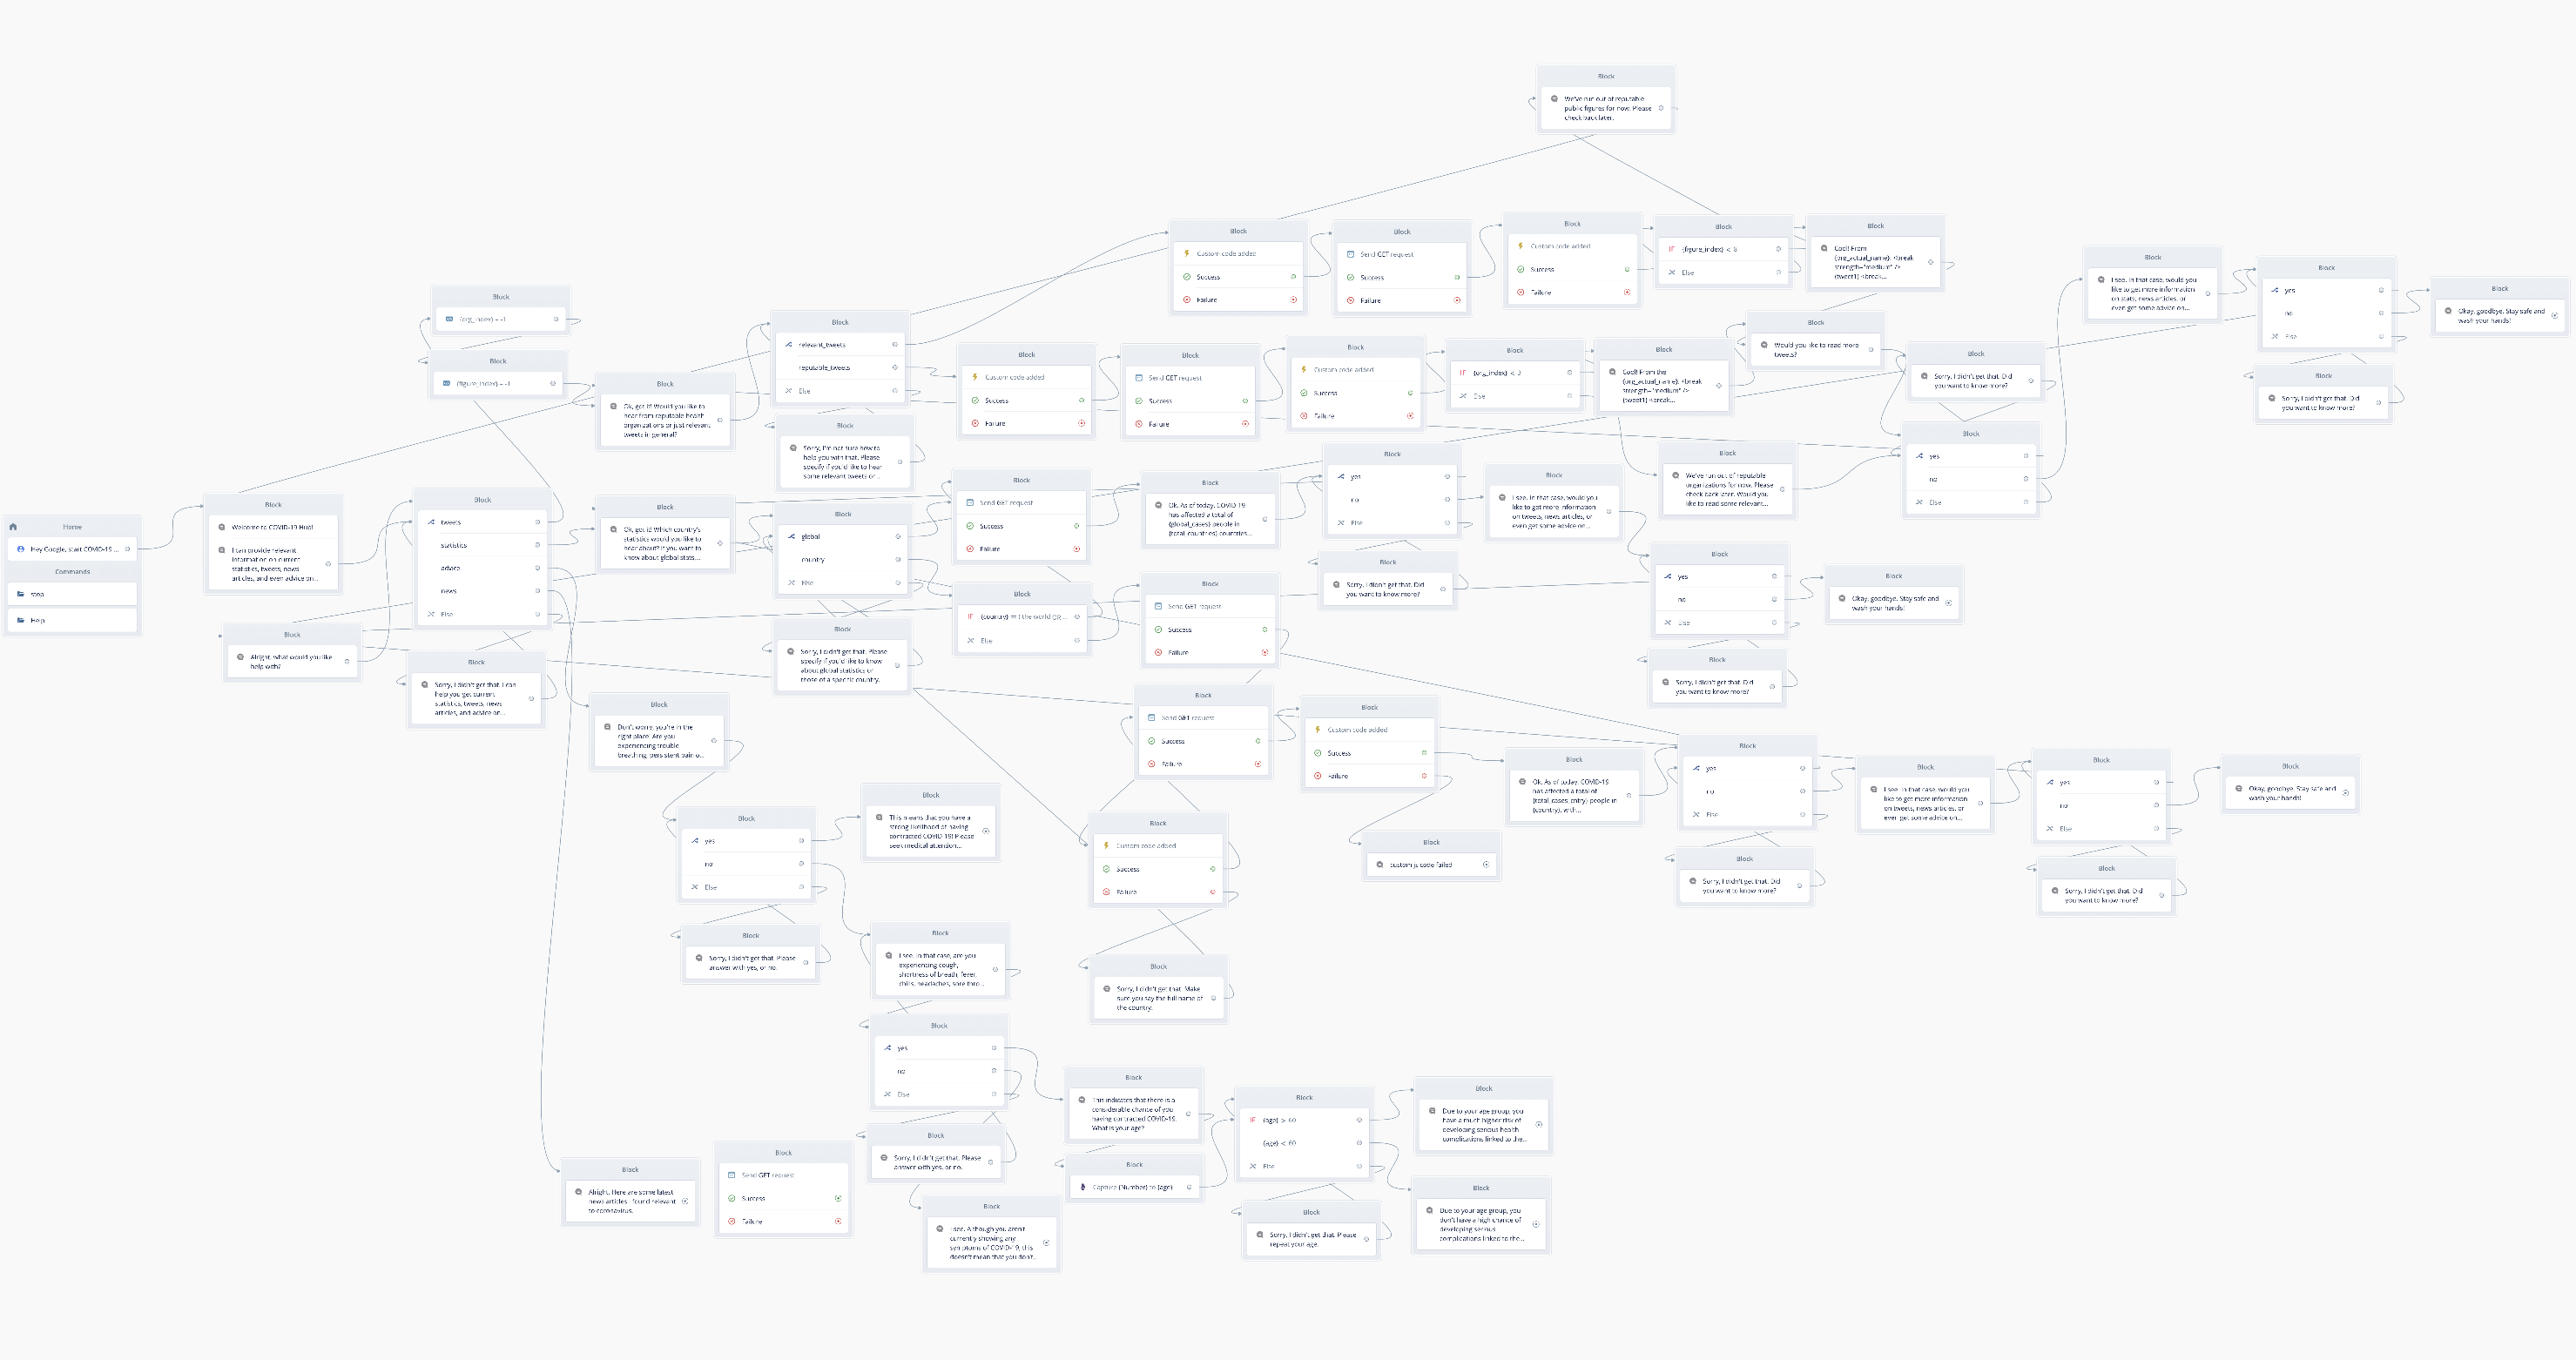 Home
Hey Google, start COVID-19 ...
Commands
Help
Block
Welcome to COVID-19 Hub!
I can provide relevant
information on current
statistics, tweets, news
articles, and even advice on...
Block
Alright, what would you like
help with?
Block
{org_index} = -1
Block
{figure_index} = -1
Block
tweets
statistics
advice
news
Else
Block
Sorry, I didn't get that. I can
help you get current
statistics, tweets, news
articles, and advice on...
Block
Ok, got it! Would you like to
hear from reputable health
organizations or just relevant
tweets in general?
Block
Ok, got it! Which country's
statistics would you like to
hear about? If you want to
know about global stats,...
Block
Don't worry, you're in the
right place! Are you
experiencing trouble
breathing, persistent pain o...
Block
relevant_tweets
reputable_tweets
Else
Block
Sorry, I'm not sure how to
help you with that. Please
specify if you'd like to hear
some relevant tweets or...
Block
global
country
Else
Block
Sorry, I didn't get that. Please
specify if you'd like to know
about global statistics or
those of a specific country.
Block
We've run out of reputable
public figures for now. Please
check back later.
Block
Custom code added
Success
Failure
Block
Send GET request
Success
Failure
Block
Custom code added
Success
Failure
Block
IF {figure_index} < 8
Else
Block
Cool! From
{org_actual_name}: <break
strength="medium" />
{tweet1} <break...
Block
Custom code added
Success
Failure
Block
Send GET request
Success
Failure
Block
Custom code added
Success
Failure
Block
IF {org_index} <
Else
Block
Cool! From the
{org_actual_name}: <break
strength="medium" />
{tweet1} <break...
Block
Would you like to read more
tweets?
Block
Sorry, I didn't get that. Did
you want to know more?
Block
I see. In that case, would you
like to get more information
on stats, news articles, or
even get some advice on...
Block
yes
no
Else
Block
Okay, goodbye. Stay safe and
wash your hands!
Block
Sorry, I didn't get that. Did
you want to know more?
Block
We've run out of reputable
organizations for now. Please
check back later. Would you
like to read some relevant...
Block
yes
no
Else
Block
Send GET request
Success
Failure
Block
Ok. As of today, COVID-19
has affected a total of
{global_cases} people in
{total_countries} countries...
Block
yes
no
Else
Block
I see. In that case, would you
like to get more information
on tweets, news articles, or
even get some advice on...
Block
Sorry, I didn't get that. Did
you want to know more?
Block
yes
no
Else
Block
Okay, goodbye. Stay safe and
wash your hands!
Block
Sorry, I didn't get that. Did
you want to know more?
Block
IF {country} the world OR ...
Else
Block
Send GET request
Success
Failure
Block
Send GET request
Success
Failure
Block
Custom code added
Success
Failure
Block
Ok. As of today, COVID-19
has affected a total of
{total_cases_cntry} people in
{country}, with...
Block
custom js code failed
Block
yes
no
Else
Block
Sorry, I didn't get that. Did
you want to know more?
Block
I see. In that case, would you
like to get more information
on tweets, news articles, or
even get some advice on...
Block
yes
no
Else
Block
Okay, goodbye. Stay safe and
wash your hands!
Block
Sorry, I didn't get that. Did
you want to know more?
Block
Custom code added
Success
Failure
Block
Sorry, I didn't get that. Make
sure you say the full name of
the country.
Block
yes
no
Else
Block
This means that you have a
strong likelihood of having
contracted COVID-19! Please
seek medical attention...
Block
Sorry, I didn't get that. Please
answer with yes, or no.
Block
I see. In that case, are you
experiencing cough,
shortness of breath, fever,
chills, headaches, sore thro...
Block
yes
no
Else
Block
Sorry, I didn't get that. Please
answer with yes, or no.
Block
I see. Although you aren't
currently showing any
symptoms of COVID-19, this
doesn't mean that you don't...
Block
This indicates that there is a
considerable chance of you
having contracted COVID-19.
What is your age?
Block
Capture {Number} to {age}
Block
IF {age} > 60
{age} < 60
Else
Block
Due to your age group, you
have a much higher risk of
developing serious health
complications linked to the...
Block
Due to your age group, you
don't have a high chance of
developing serious
complications linked to the...
Block
Sorry, I didn't get that. Please
repeat your age.
Block
Alright. Here are some latest
news articles I found relevant
to coronavirus.
Block
Send GET request
Success
Failure